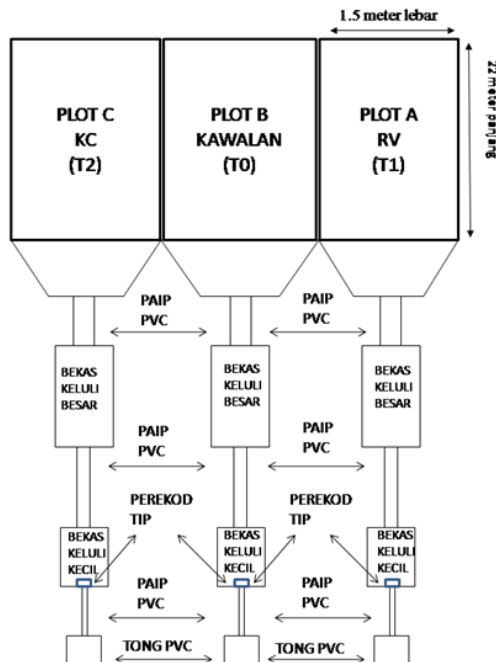 1.5 meter lebar
22 meter panjang
PLOT C
KC
(T2)
PLOT B
KAWALAN
(T0)
PLOT A
RV
(T1)
PAIP
PVC
PAIP
PVC
BEKAS
KELULI
BESAR
BEKAS
KELULI
BESAR
BEKAS
KELULI
BESAR
PAIP
PVC
PAIP
PVC
PEREKOD
TIP
PEREKOD
TIP
BEKAS
KELULI
KECIL
BEKAS
KELULI
KECIL
BEKAS
KELULI
KECIL
PAIP
PVC
PAIP
PVC
TONG PVC
TONG PVC